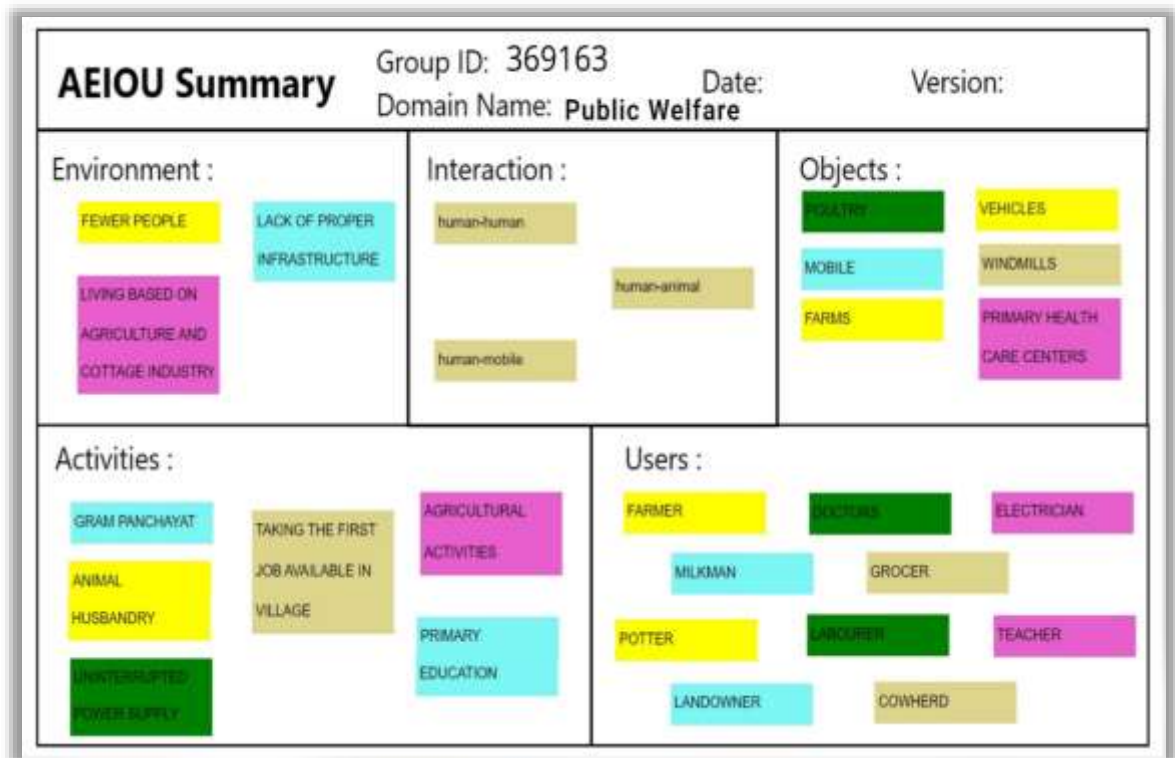 AEIOU Summary
Group ID: 369163
Date:
Version:
Domain Name: Public Welfare
Environment :
FEWER PEOPLE
LACK OF PROPER
INFRASTRUCTURE
LIVING BASED ON
AGRICULTURE AND
COTTAGE INDUSTRY
Interaction :
human-human
human-animal
human-mobile
Objects :
POULTRY
VEHICLES
MOBILE
WINDMILLS
FARMS
PRIMARY HEALTH
CARE CENTERS
Activities :
GRAM PANCHAYAT
TAKING THE FIRST
JOB AVAILABLE IN
VILLAGE
AGRICULTURAL
ACTIVITIES
ANIMAL
HUSBANDRY
PRIMARY
EDUCATION
UNINTERRUPTED
POWER SUPPLY
Users :
FARMER
DOCTORS
ELECTRICIAN
MILKMAN
GROCER
POTTER
LABOURER
TEACHER
LANDOWNER
COWHERD